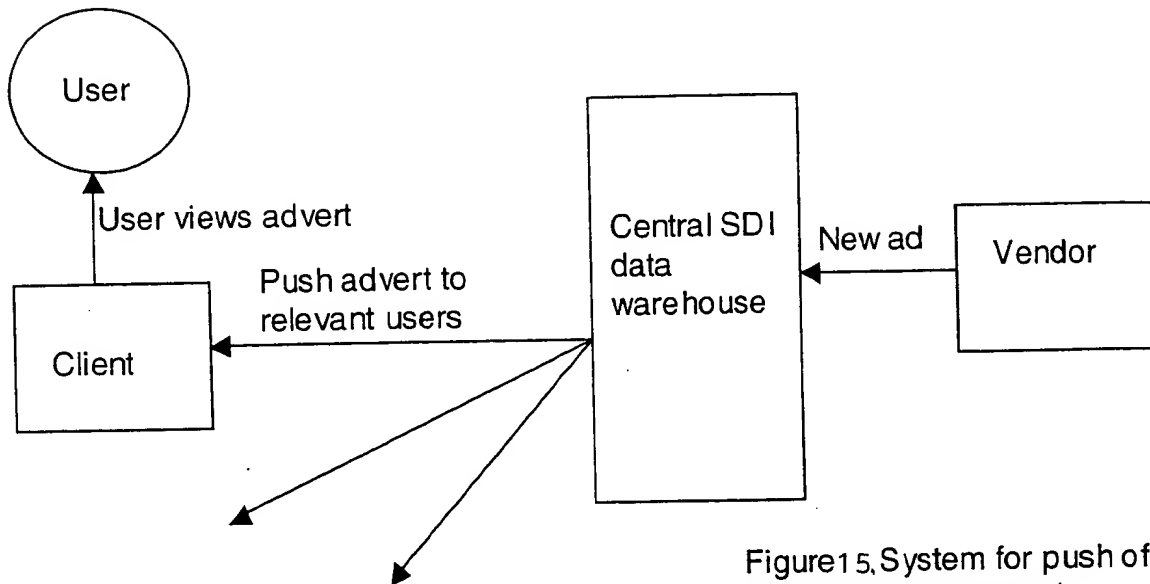 User
User views advert
Push advert to
relevant users
Client
Central SDI
data
warehouse
New ad
Vendor
Figure15,System for push of